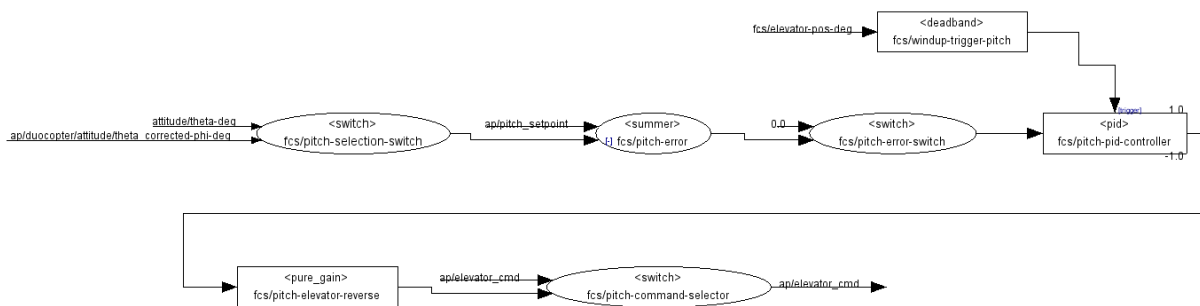 <deadband>
fcs/elevator-pos-deg
fcs/windup-trigger-pitch
[trigger]
1.0
attitude/theta-deg
ap/duocopter/attitude/theta_corrected-phi-deg
<switch>
fcs/pitch-selection-switch
ap/pitch_setpoint
<summer>
[-] fcs/pitch-error
0.0
<switch>
fcs/pitch-error-switch
<pid>
fcs/pitch-pid-controller
-1.0
<pure_gain>
fcs/pitch-elevator-reverse
ap/elevator_cmd
<switch>
fcs/pitch-command-selector
ap/elevator_cmd